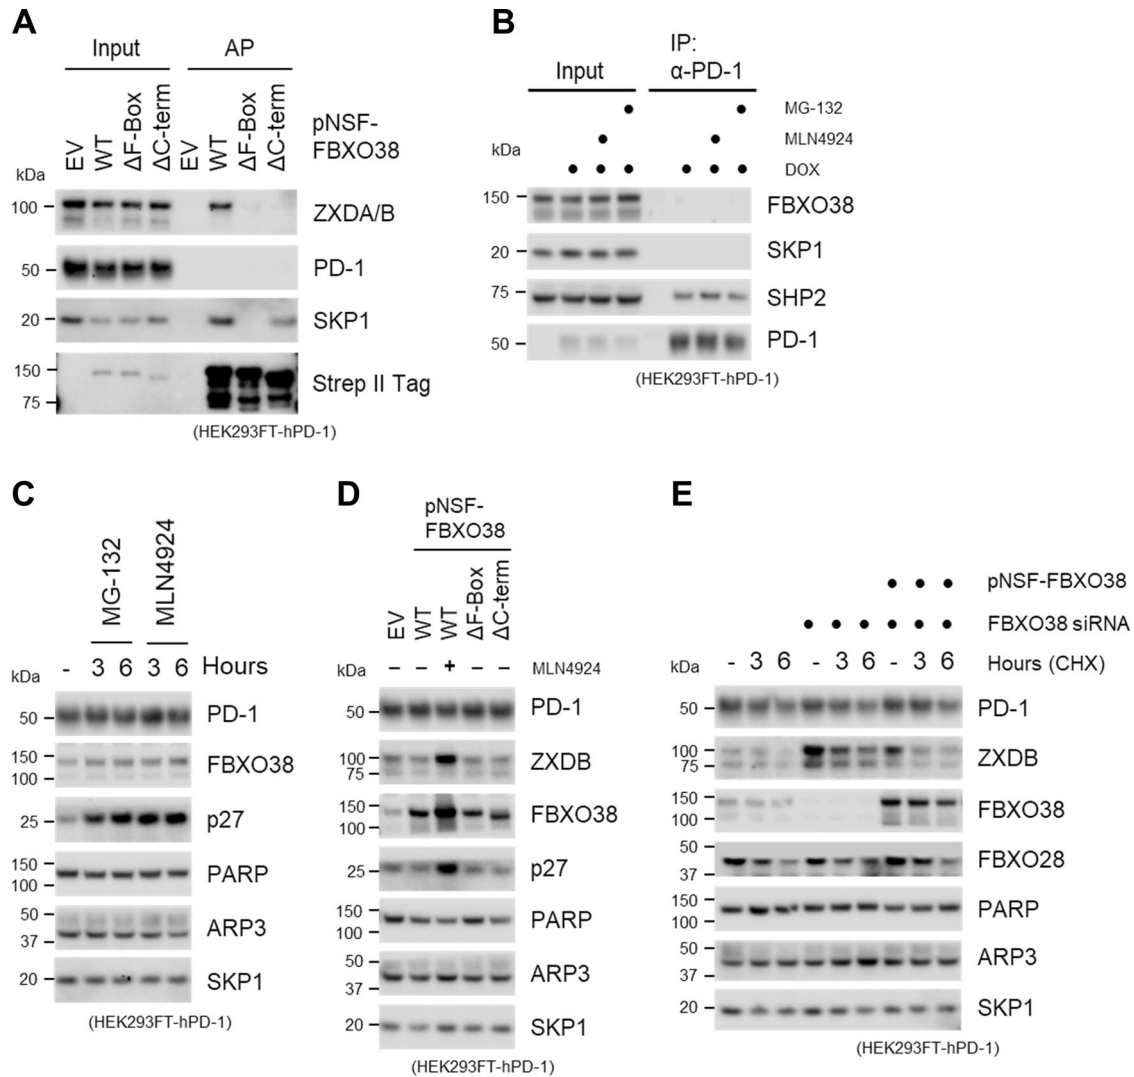 A
Input
AP
EV
WT
ΔF-Box
ΔC-term
EV
WT
ΔF-Box
ΔC-term
pNSF-
FBXO38
kDa
100
ZXDA/B
50
PD-1
20
SKP1
150
75
Strep II Tag
(HEK293FT-hPD-1)
B
Input
IP:
α-PD-1
MG-132
MLN4924
DOX
kDa
150
FBXO38
20
SKP1
75
SHP2
50
PD-1
(HEK293FT-hPD-1)
C
MG-132
MLN4924
kDa
- 3 6 3 6 Hours
50
PD-1
150
100
FBXO38
25
p27
150
100
PARP
50
37
ARP3
20
SKP1
(HEK293FT-hPD-1)
D
pNSF-
FBXO38
EV
WT
WT
ΔF-Box
ΔC-term
kDa
– – + – – MLN4924
50
PD-1
100
75
ZXDB
150
100
FBXO38
25
p27
150
100
PARP
50
37
ARP3
20
SKP1
(HEK293FT-hPD-1)
E
pNSF-FBXO38
FBXO38 siRNA
kDa
- 3 6 - 3 6 - 3 6 Hours (CHX)
50
PD-1
100
75
ZXDB
150
100
FBXO38
50
37
FBXO28
150
100
PARP
50
37
ARP3
20
SKP1
(HEK293FT-hPD-1)